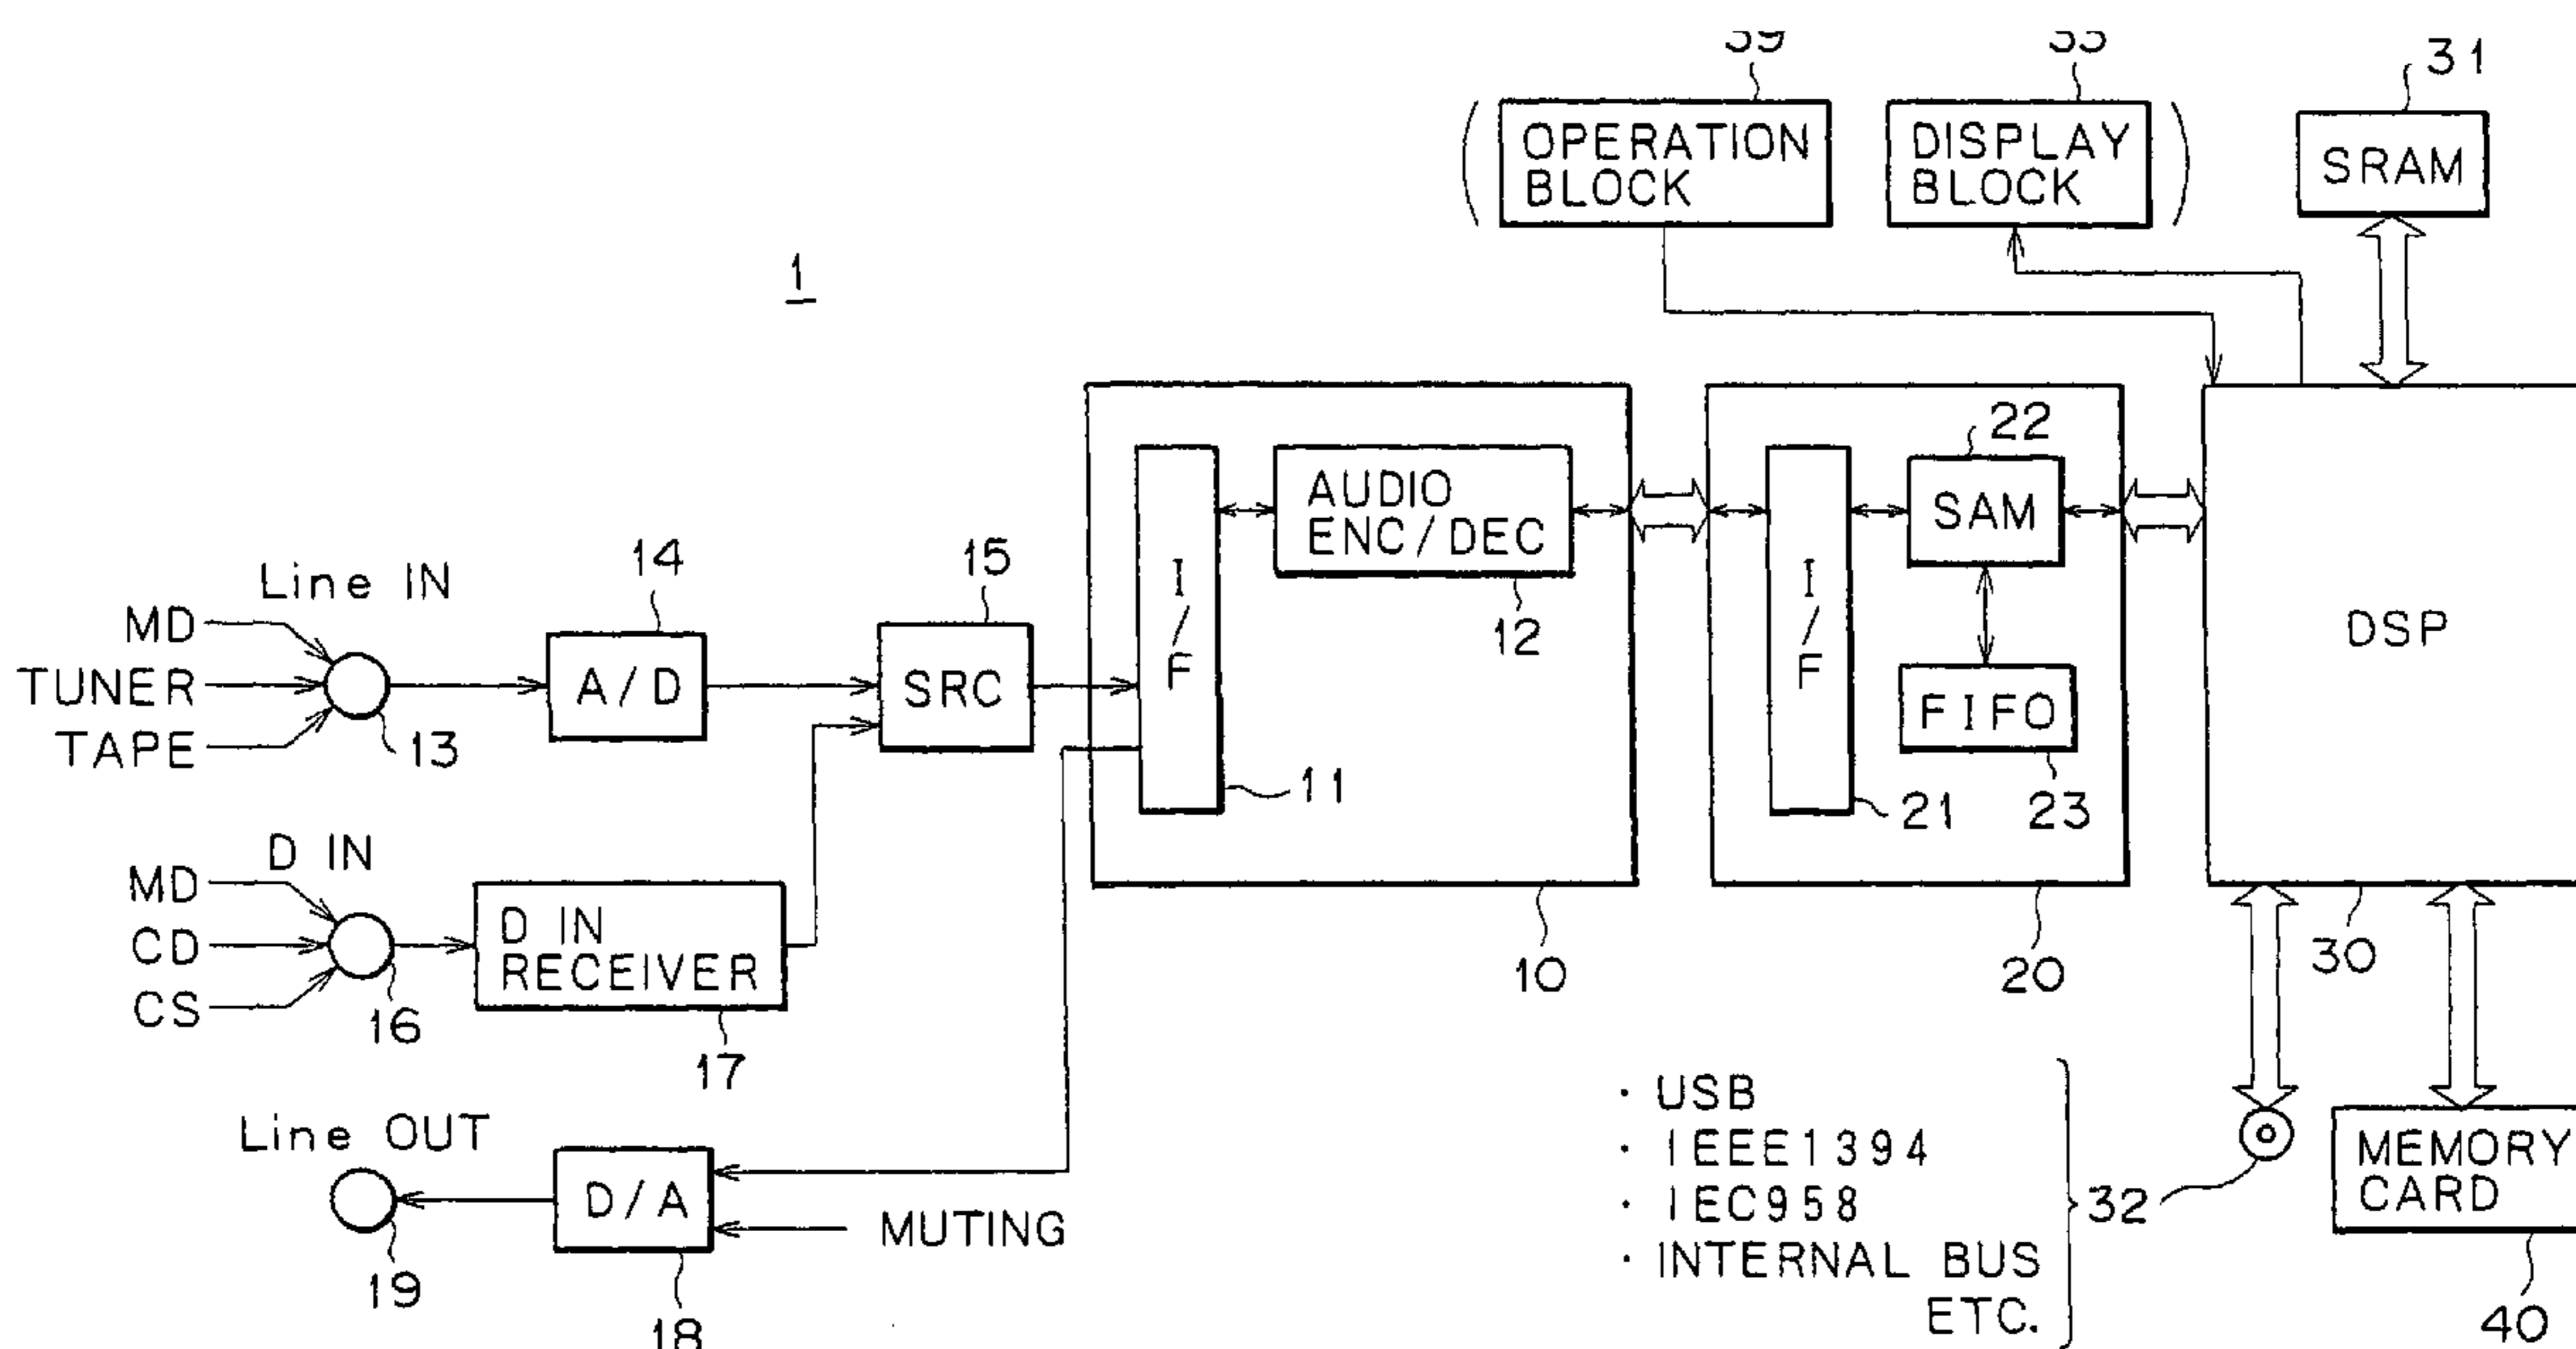 39
33
31
OPERATION
BLOCK
DISPLAY
BLOCK
SRAM
1
22
AUDIO
ENC/DEC
SAM
I/F
I/F
12
DSP
FIFO
11
21
23
Line IN
14
15
MD
TUNER
TAPE
A/D
SRC
13
D IN
MD
CD
CS
D IN
RECEIVER
16
17
10
20
30
Line OUT
D/A
MUTING
19
18
· USB
· IEEE1394
· IEC958
· INTERNAL BUS
ETC.
32
MEMORY
CARD
40